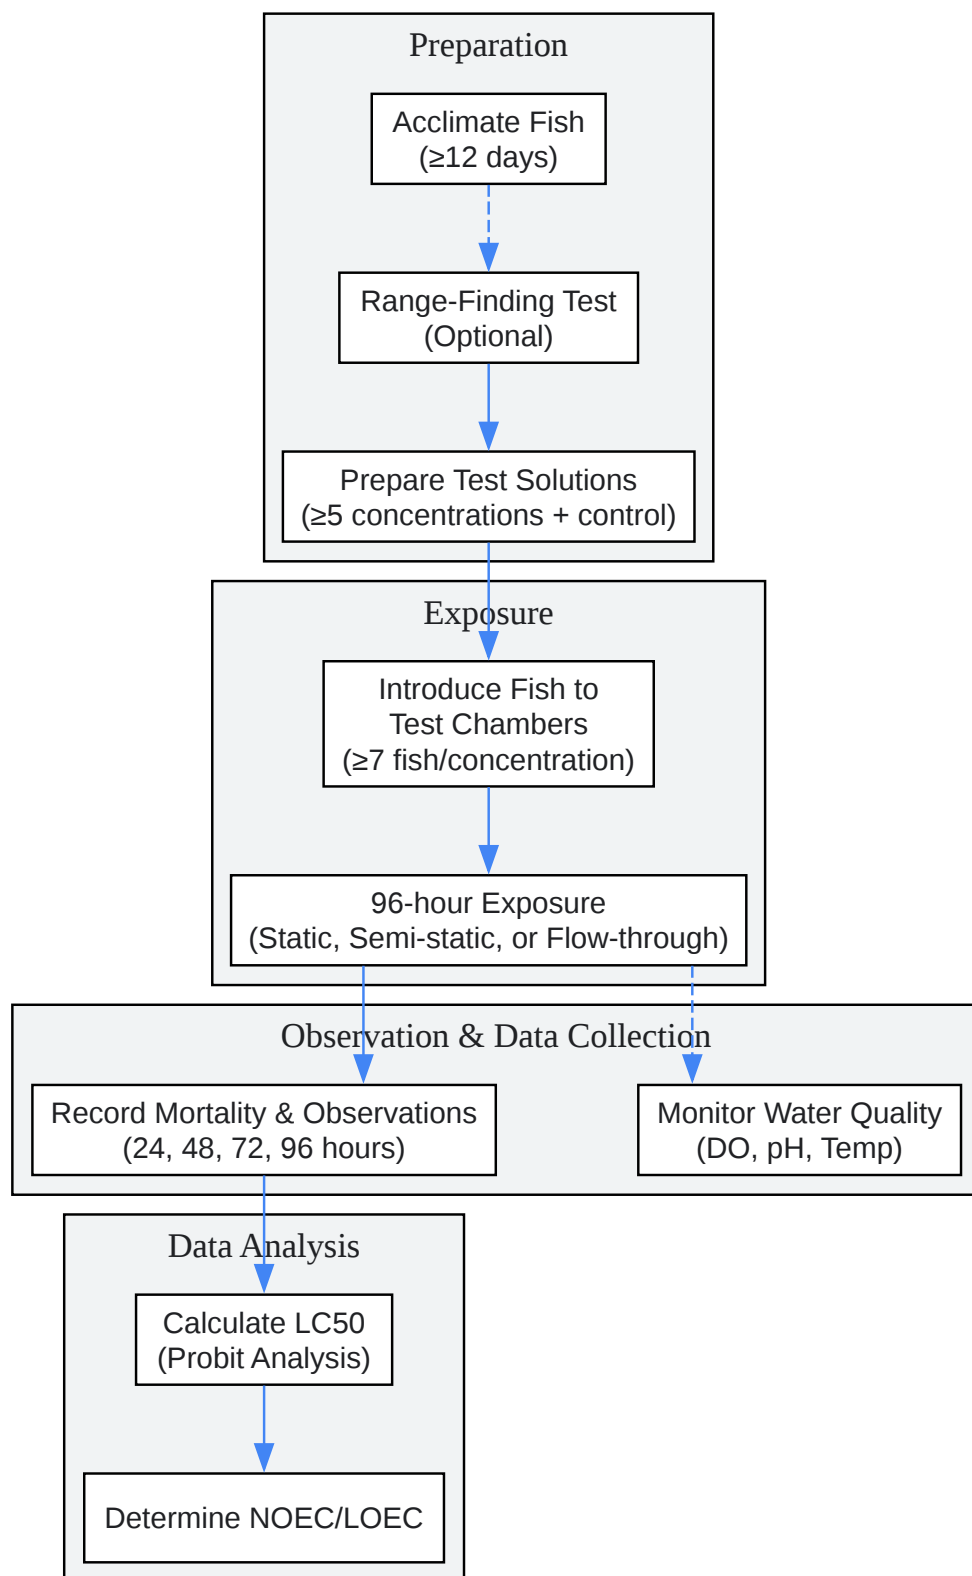 Preparation
Acclimate Fish
(≥12 days)
Range-Finding Test
(Optional)
Prepare Test Solutions
(≥5 concentrations + control)
Exposure
Introduce Fish to
Test Chambers
(≥7 fish/concentration)
96-hour Exposure
(Static, Semi-static, or Flow-through)
Observation & Data Collection
Record Mortality & Observations
(24, 48, 72, 96 hours)
Monitor Water Quality
(DO, pH, Temp)
Data Analysis
Calculate LC50
(Probit Analysis)
Determine NOEC/LOEC